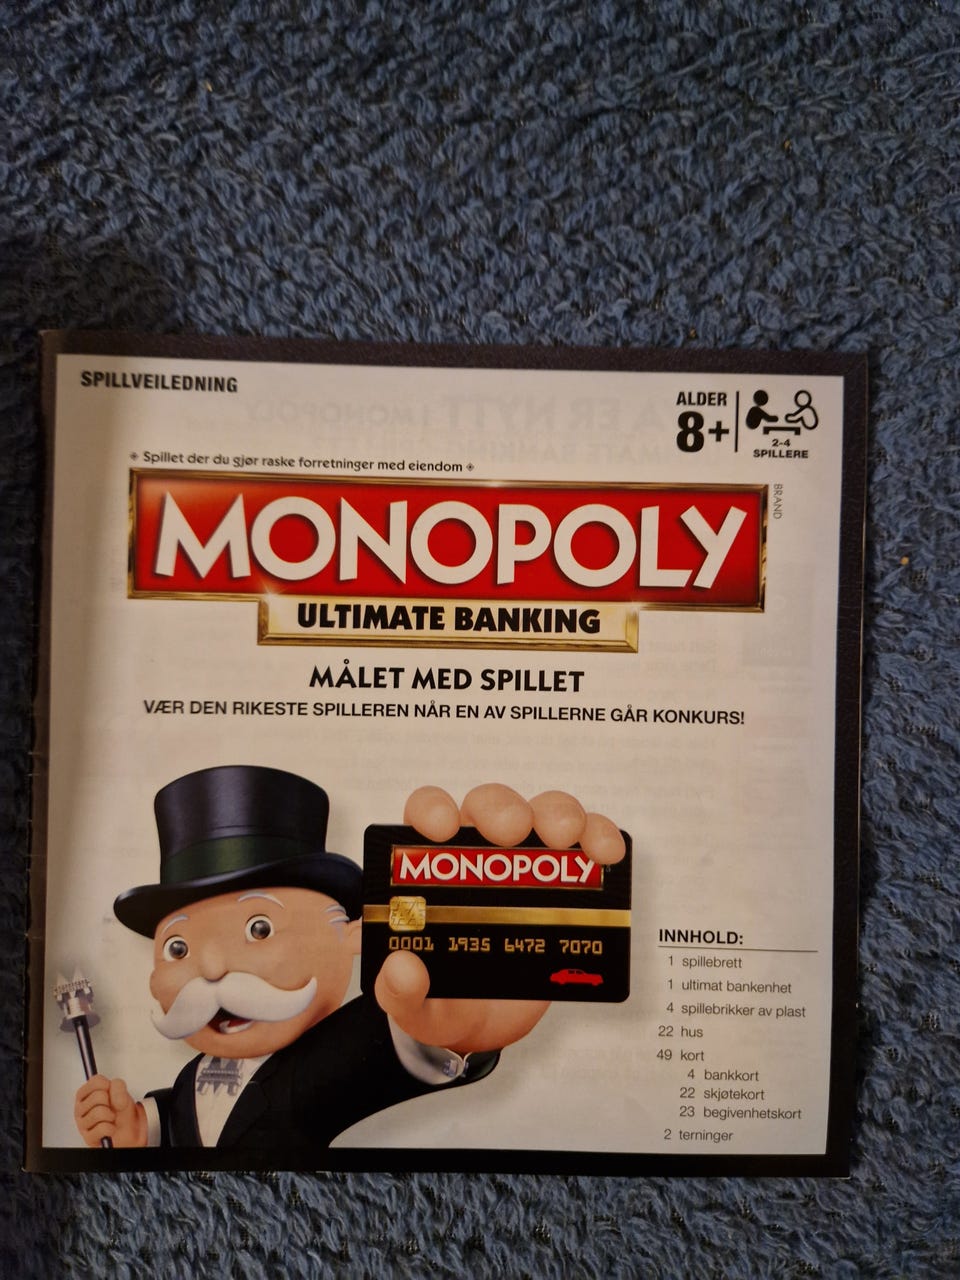 SPILLVEILEDNING
ALDER
8+
2-4
SPILLERE
Spillet der du gjør raske forretninger med eiendom
BRAND
MONOPOLY
ULTIMATE BANKING
MÅLET MED SPILLET
VÆR DEN RIKESTE SPILLEREN NÅR EN AV SPILLERNE GÅR KONKURS!
MONOPOLY
0001 1935 6472 7070
INNHOLD:
1 spillebrett
1 ultimat bankenhet
4 spillebrikker av plast
22 hus
49 kort
4 bankkort
22 skjøtekort
23 begivenhetskort
2 terninger